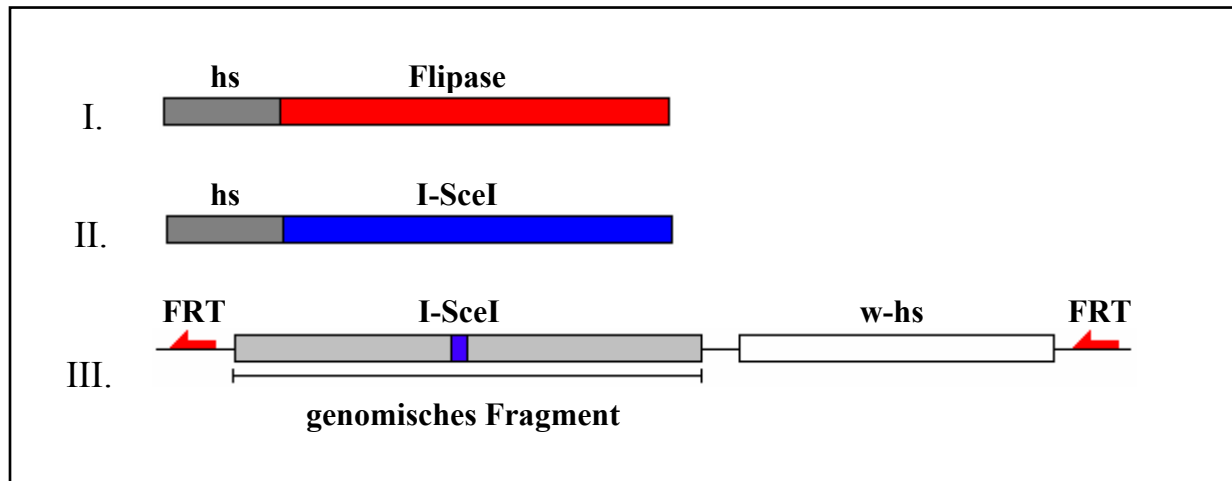 hs Flipase
I.
hs I-SceI
II.
FRT I-SceI w-hs FRT
III.
genomisches Fragment